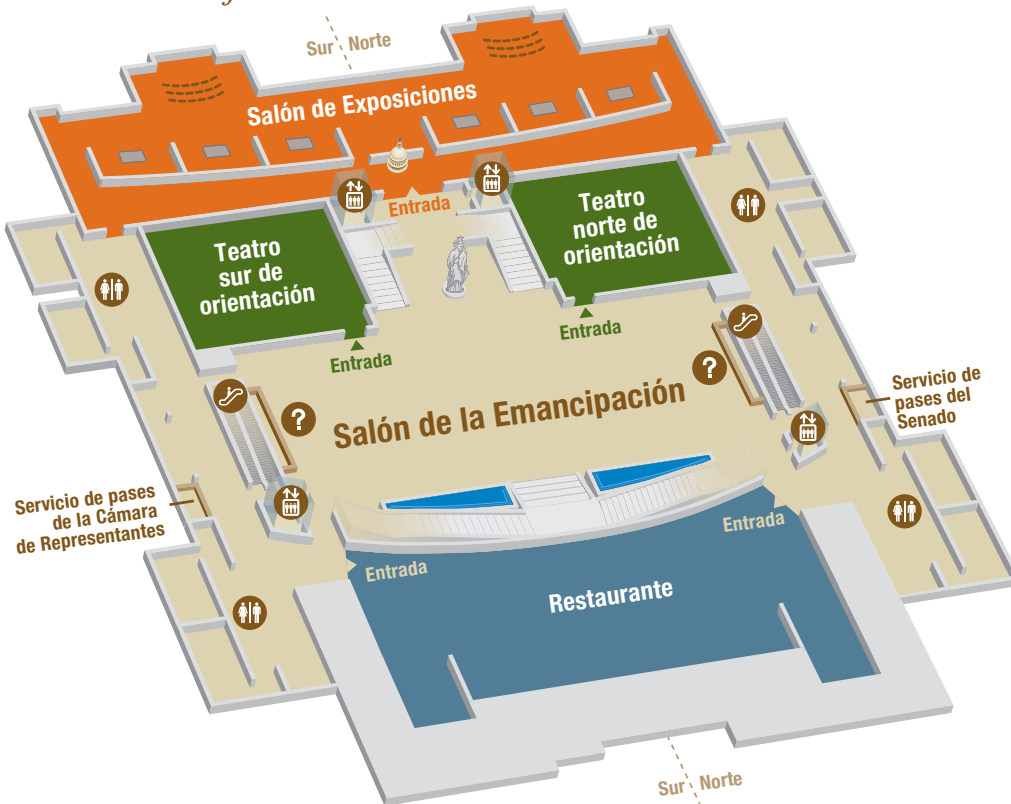 Sur Norte
Salón de Exposiciones
Entrada
Teatro
sur de
orientación
Teatro
norte de
orientación
Entrada
Entrada
?
?
Salón de la Emancipación
Servicio de
pases del
Senado
Servicio de pases
de la Cámara
de Representantes
Entrada
Entrada
Restaurante
Sur Norte